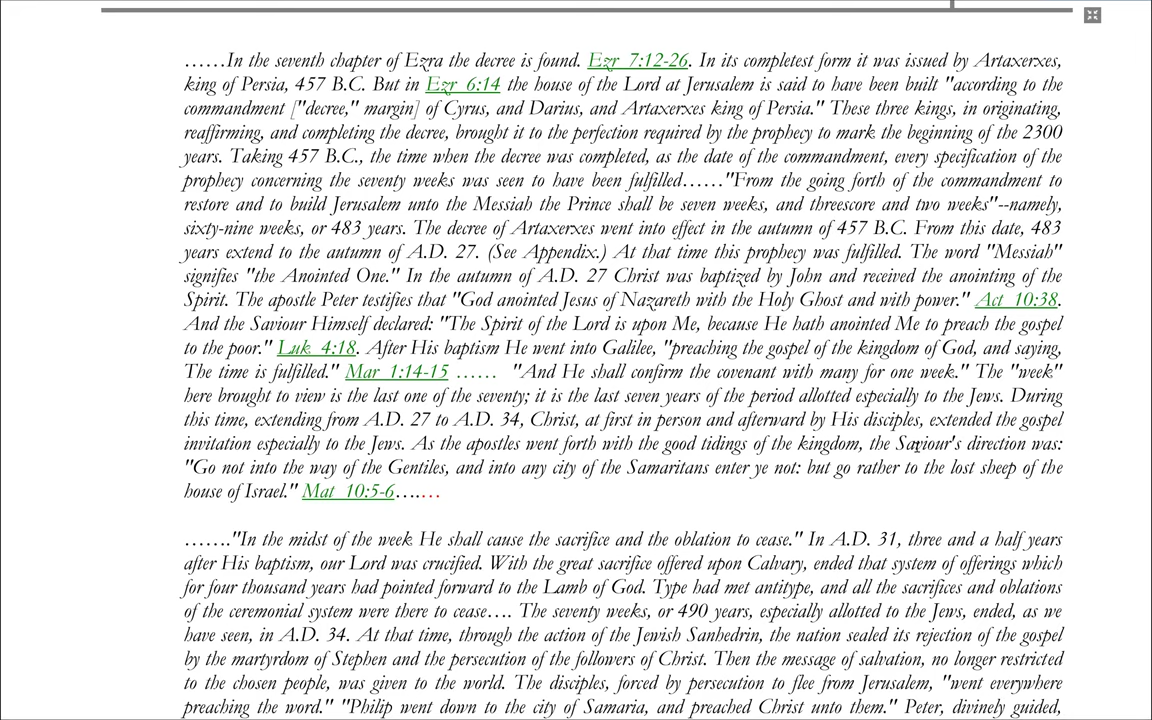 ……In the seventh chapter of Ezra the decree is found. Ezr_7:12-26. In its completest form it was issued by Artaxerxes,
king of Persia, 457 B.C. But in Ezr_6:14 the house of the Lord at Jerusalem is said to have been built "according to the
commandment ["decree," margin] of Cyrus, and Darius, and Artaxerxes king of Persia." These three kings, in originating,
reaffirming, and completing the decree, brought it to the perfection required by the prophecy to mark the beginning of the 2300
years. Taking 457 B.C., the time when the decree was completed, as the date of the commandment, every specification of the
prophecy concerning the seventy weeks was seen to have been fulfilled……"From the going forth of the commandment to
restore and to build Jerusalem unto the Messiah the Prince shall be seven weeks, and threescore and two weeks"--namely,
sixty-nine weeks, or 483 years. The decree of Artaxerxes went into effect in the autumn of 457 B.C. From this date, 483
years extend to the autumn of A.D. 27. (See Appendix.) At that time this prophecy was fulfilled. The word "Messiah"
signifies "the Anointed One." In the autumn of A.D. 27 Christ was baptized by John and received the anointing of the
Spirit. The apostle Peter testifies that "God anointed Jesus of Nazareth with the Holy Ghost and with power." Act_10:38.
And the Saviour Himself declared: "The Spirit of the Lord is upon Me, because He hath anointed Me to preach the gospel
to the poor." Luk_4:18. After His baptism He went into Galilee, "preaching the gospel of the kingdom of God, and saying,
The time is fulfilled." Mar_1:14-15 …… "And He shall confirm the covenant with many for one week." The "week"
here brought to view is the last one of the seventy; it is the last seven years of the period allotted especially to the Jews. During
this time, extending from A.D. 27 to A.D. 34, Christ, at first in person and afterward by His disciples, extended the gospel
invitation especially to the Jews. As the apostles went forth with the good tidings of the kingdom, the Saviour's direction was:
"Go not into the way of the Gentiles, and into any city of the Samaritans enter ye not: but go rather to the lost sheep of the
house of Israel." Mat_10:5-6…….
……."In the midst of the week He shall cause the sacrifice and the oblation to cease." In A.D. 31, three and a half years
after His baptism, our Lord was crucified. With the great sacrifice offered upon Calvary, ended that system of offerings which
for four thousand years had pointed forward to the Lamb of God. Type had met antitype, and all the sacrifices and oblations
of the ceremonial system were there to cease…. The seventy weeks, or 490 years, especially allotted to the Jews, ended, as we
have seen, in A.D. 34. At that time, through the action of the Jewish Sanhedrin, the nation sealed its rejection of the gospel
by the martyrdom of Stephen and the persecution of the followers of Christ. Then the message of salvation, no longer restricted
to the chosen people, was given to the world. The disciples, forced by persecution to flee from Jerusalem, "went everywhere
preaching the word." "Philip went down to the city of Samaria, and preached Christ unto them." Peter, divinely guided,